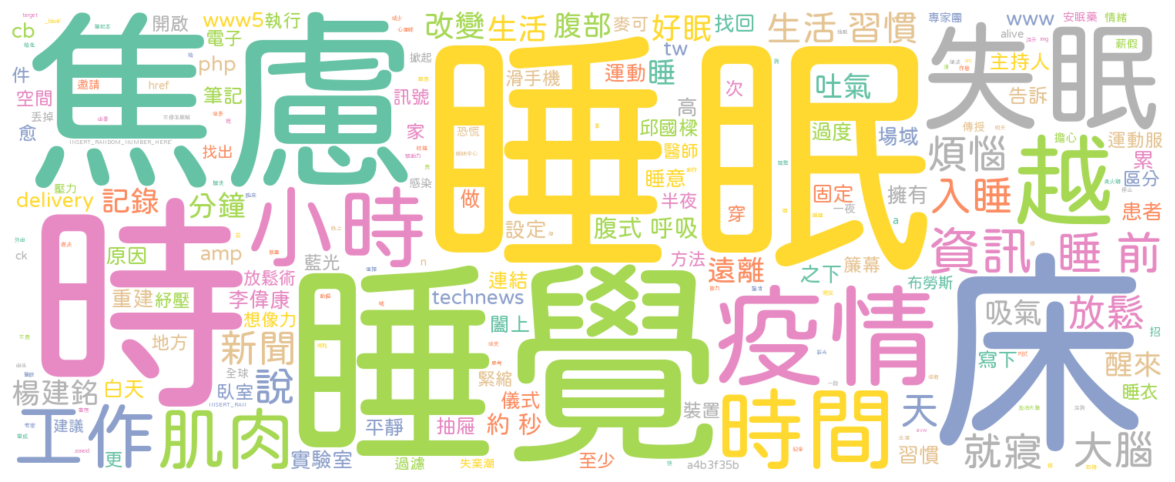 焦慮
睡眠
失眠
時
睡覺
床
疫情
越
小時
時間
工作
肌肉
資訊
睡 前
cb
開啟
www5
執行
電子
php
href
件
空間
邀請
筆記
丟掉
愈
找出
訊號
家
掀起
感染
恐慌
滑手機
運動
改變
生活
腹部
麥可
好眠
找回
tw
睡
高
次
吐氣
過度
場域
邱國樑
醫師
睡意
半夜
做
設定
腹式 呼吸
方法
穿
固定
一夜
擁有
a
生活 習慣
專家團
www
alive
安眠藥
情緒
薪假
主持人
告訴
傳授
擔心
運動服
累
區分
患者
煩惱
入睡
壓力
delivery
記錄
分鐘
原因
amp
藍光
n
ck
放鬆術
重建
紓壓
李偉康
想像力
地方
新聞
全球
臥室
說
楊建銘
白天
建議
更
實驗室
連結
technews
闔上
緊縮
儀式
平靜
抽屜
約 秒
過濾
失業潮
至少
裝置
a4b3f35b
遠離
之下
簾幕
布勞斯
吸氣
放鬆
招
寫下
醒來
睡衣
天
習慣
就寢
大腦